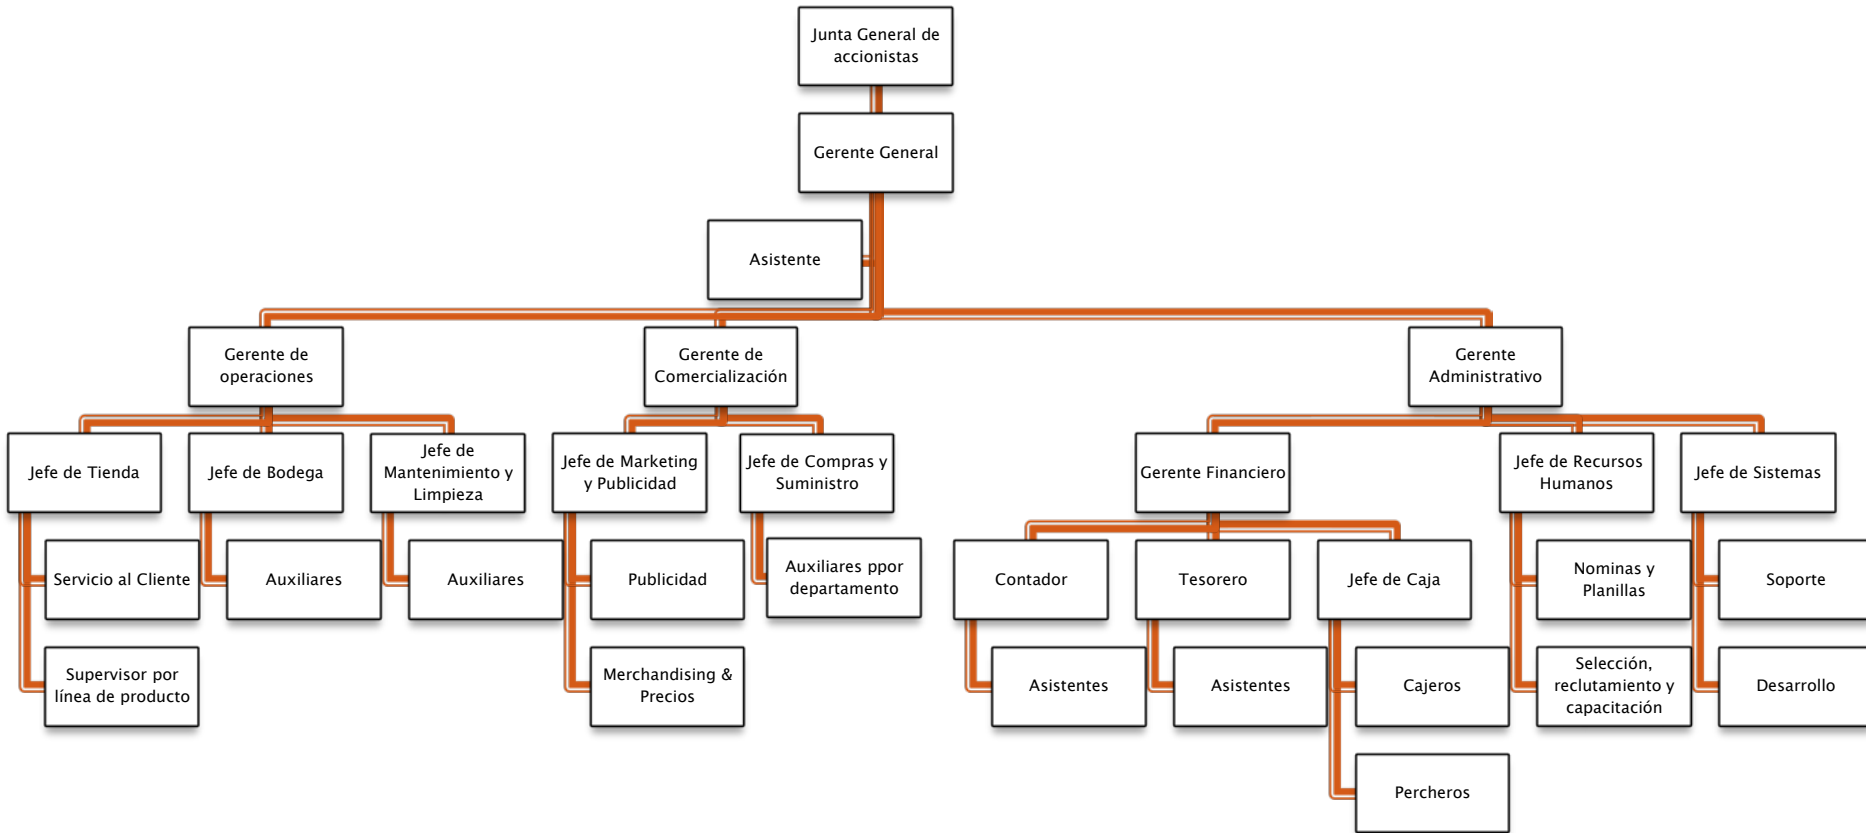 Junta General de
accionistas
Gerente General
Asistente
Gerente de
operaciones
Gerente de
Comercialización
Gerente
Administrativo
Jefe de Tienda
Jefe de Bodega
Jefe de
Mantenimiento y
Limpieza
Jefe de Marketing
y Publicidad
Jefe de Compras y
Suministro
Gerente Financiero
Jefe de Recursos
Humanos
Jefe de Sistemas
Servicio al Cliente
Auxiliares
Auxiliares
Publicidad
Auxiliares ppor
departamento
Contador
Tesorero
Jefe de Caja
Nominas y
Planillas
Soporte
Supervisor por
línea de producto
Merchandising &
Precios
Asistentes
Asistentes
Cajeros
Selección,
reclutamiento y
capacitación
Desarrollo
Percheros